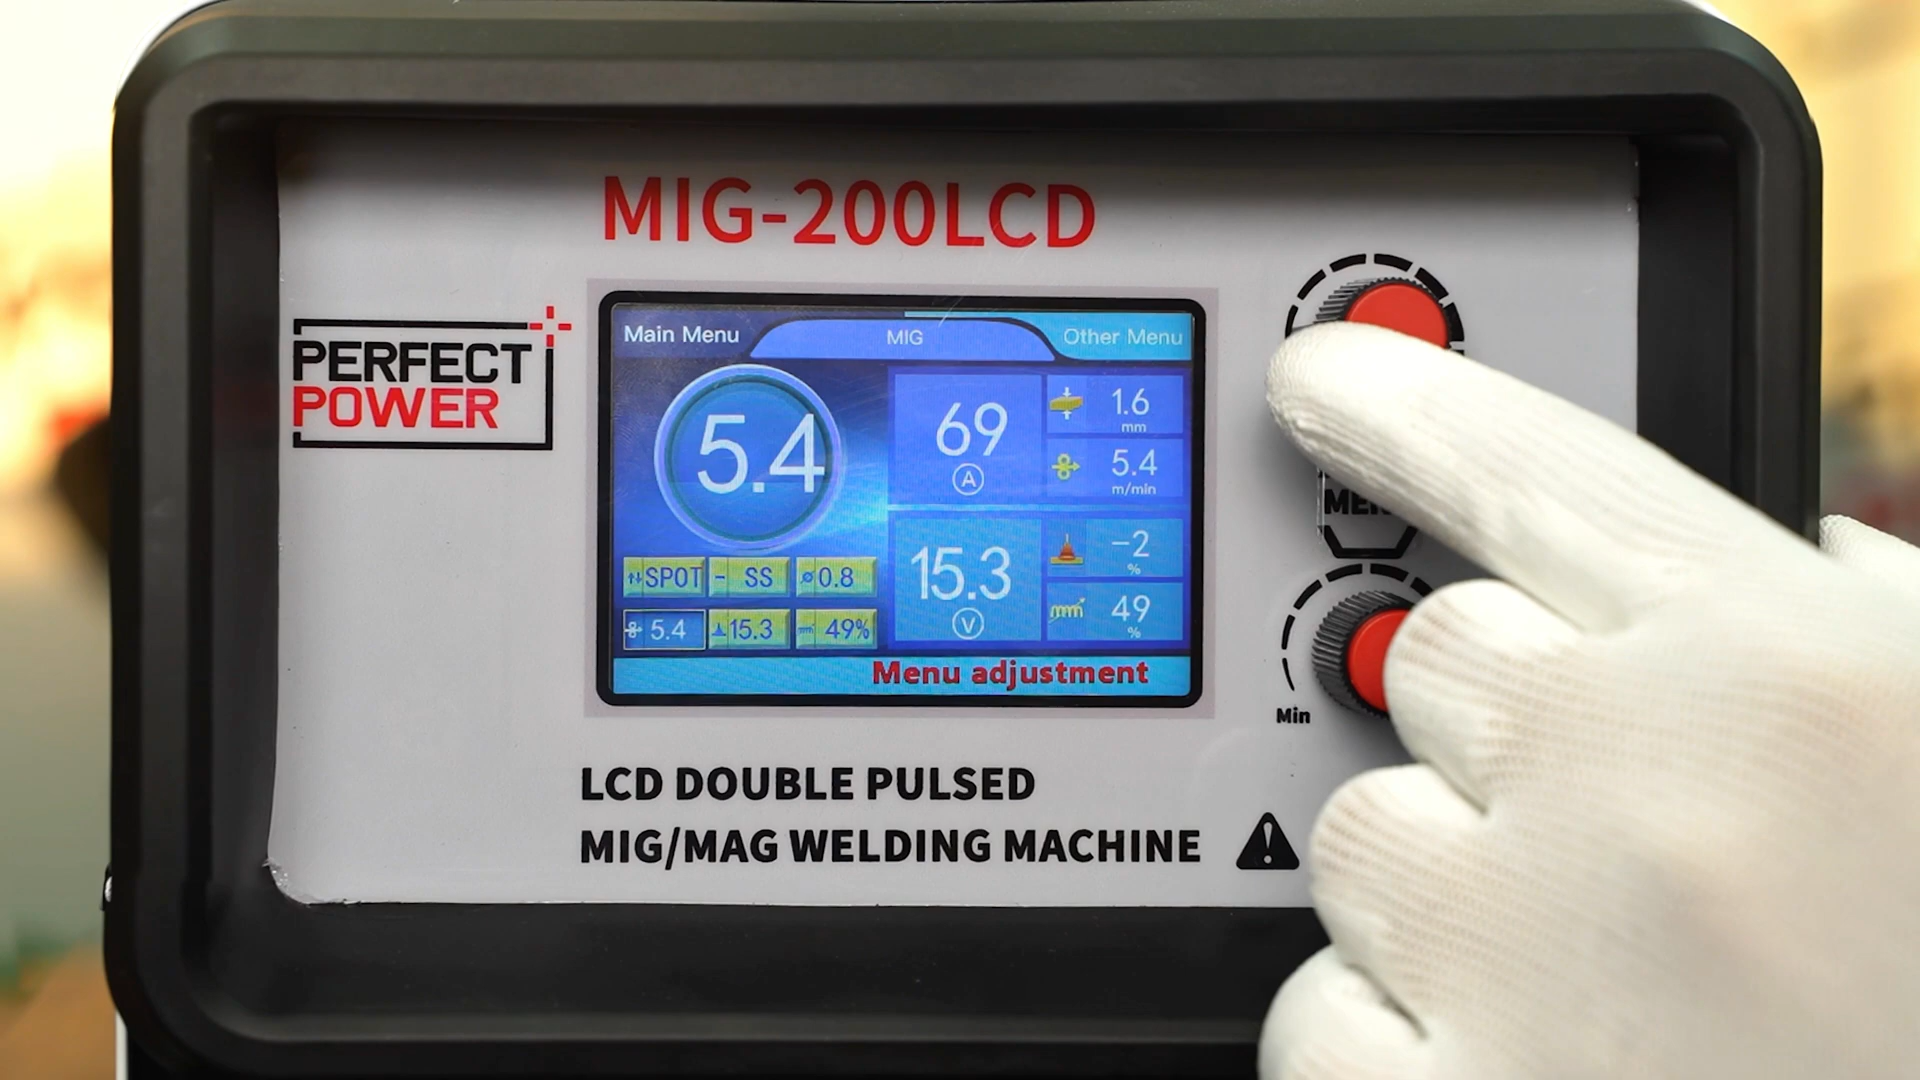 MIG-200LCD
PERFECT
POWER
Main Menu
MIG
Other Menu
5.4
69
A
1.6
mm
5.4
m/min
15.3
V
-2
%
49
%
SPOT
- SS
0.8
5.4
15.3
49%
Menu adjustment
Min
LCD DOUBLE PULSED
MIG/MAG WELDING MACHINE